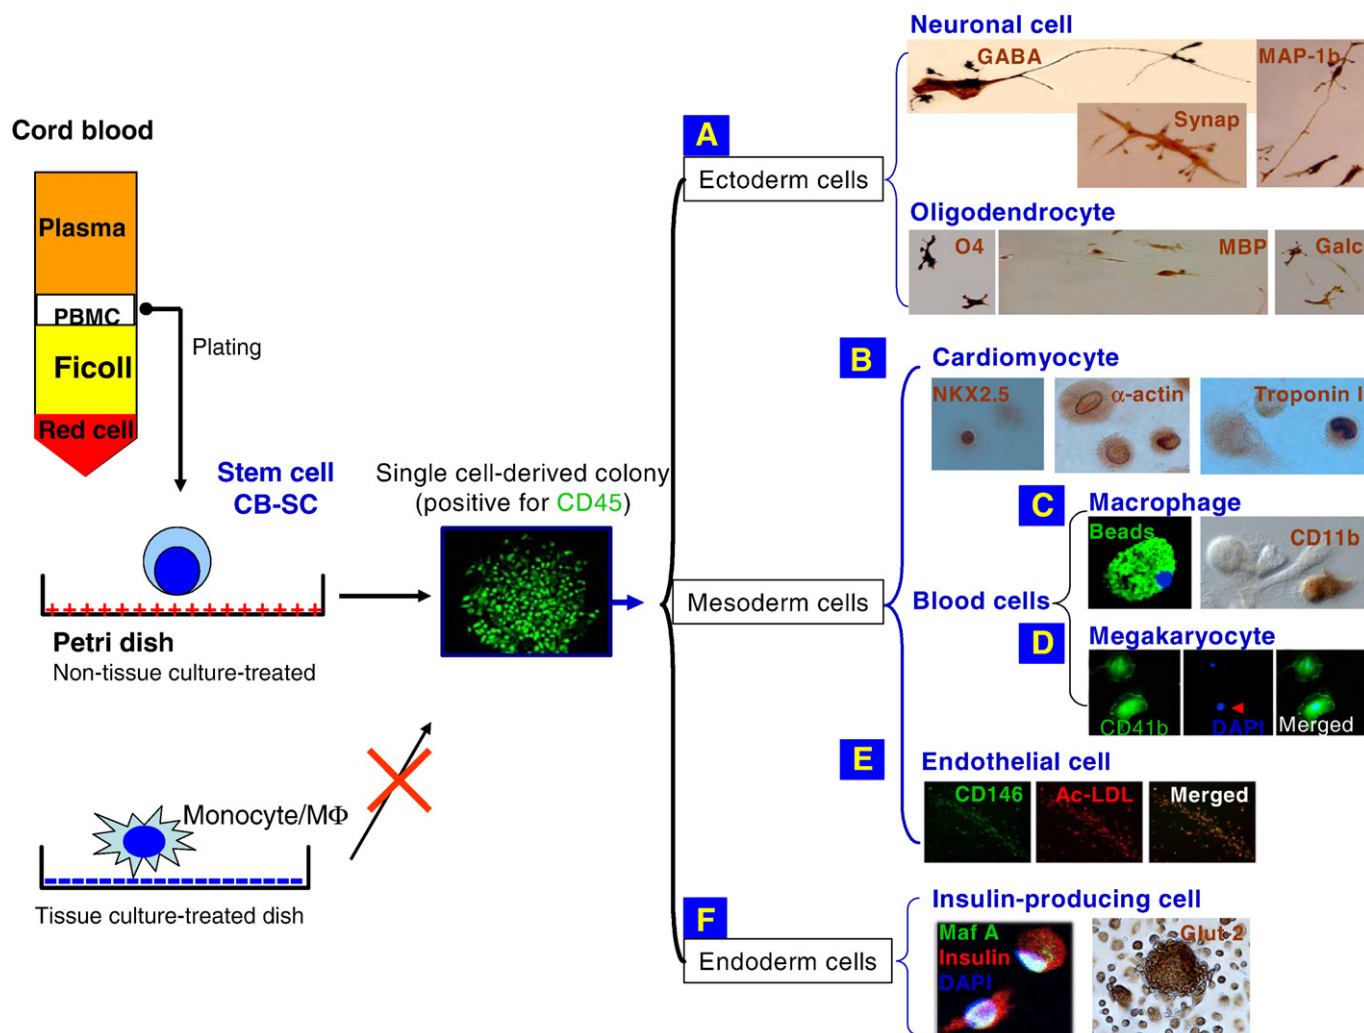 Cord blood
Plasma
PBMC
Ficoll
Red cell
Plating
Stem cell
CB-SC
Petri dish
Non-tissue culture-treated
Monocyte/MΦ
Tissue culture-treated dish
Single cell-derived colony
(positive for CD45)
A
Ectoderm cells
Neuronal cell
GABA
MAP-1b
Synap
Oligodendrocyte
O4
MBP
Galc
Mesoderm cells
B
Cardiomyocyte
NKX2.5
α-actin
Troponin I
Blood cells
C
Macrophage
Beads
CD11b
D
Megakaryocyte
CD41b
DAPI
Merged
E
Endothelial cell
CD146
Ac-LDL
Merged
F
Endoderm cells
Insulin-producing cell
Maf A
Insulin
DAPI
Glut-2